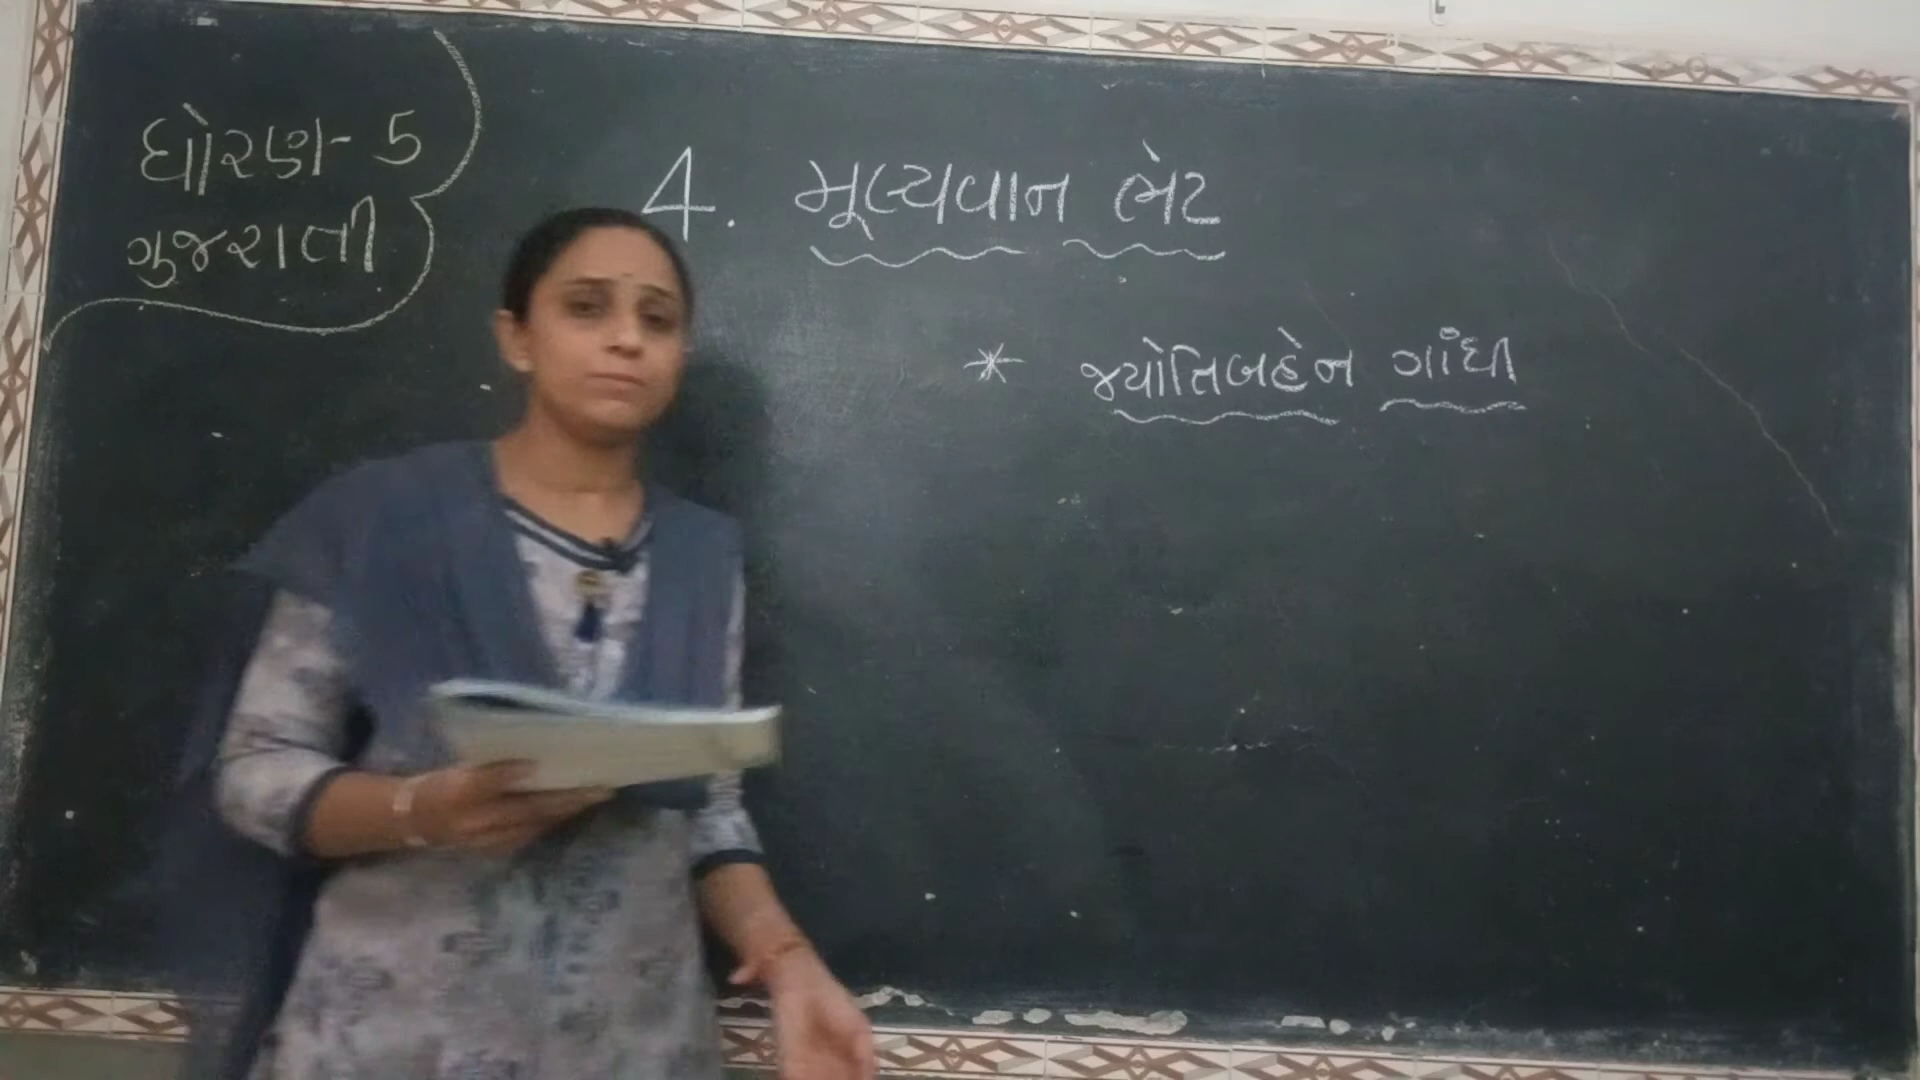 ધોરણ- 5
ગુજરાતી
4. મૂલ્યવાન ભેટ
* જ્યોતિબહેન ગાંધી